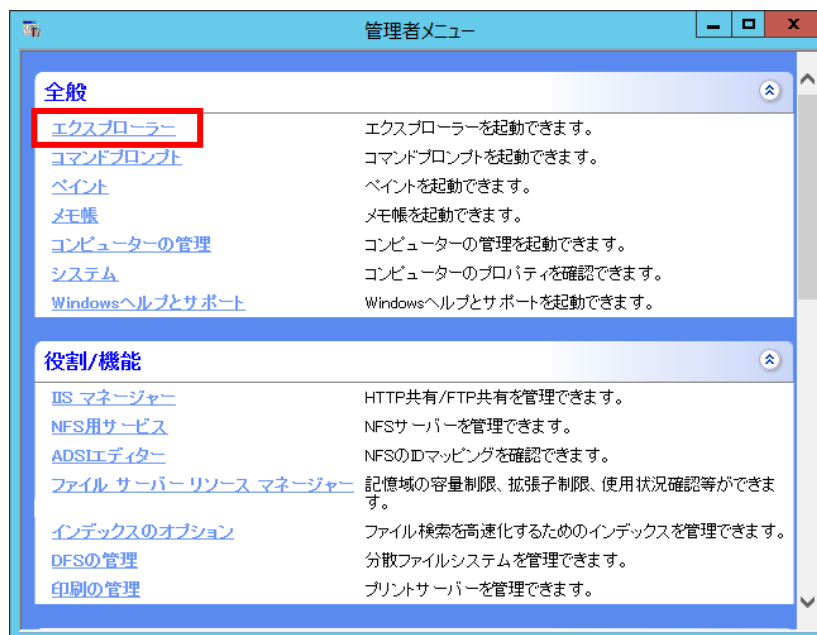 管理者メニュー
全般
エクスプローラー エクスプローラーを起動できます。
コマンドプロンプト コマンドプロンプトを起動できます。
ペイント ペイントを起動できます。
メモ帳 メモ帳を起動できます。
コンピューターの管理 コンピューターの管理を起動できます。
システム コンピューターのプロパティを確認できます。
Windowsヘルプとサポート Windowsヘルプとサポートを起動できます。
役割/機能
IIS マネージャー HTTP共有/FTP共有を管理できます。
NFS用サービス NFSサーバーを管理できます。
ADSIエディター NFSのIDマッピングを確認できます。
ファイル サーバー リソース マネージャー 記憶域の容量制限、拡張子制限、使用状況確認等ができま
す。
インデックスのオプション ファイル検索を高速化するためのインデックスを管理できます。
DFSの管理 分散ファイルシステムを管理できます。
印刷の管理 プリントサーバーを管理できます。